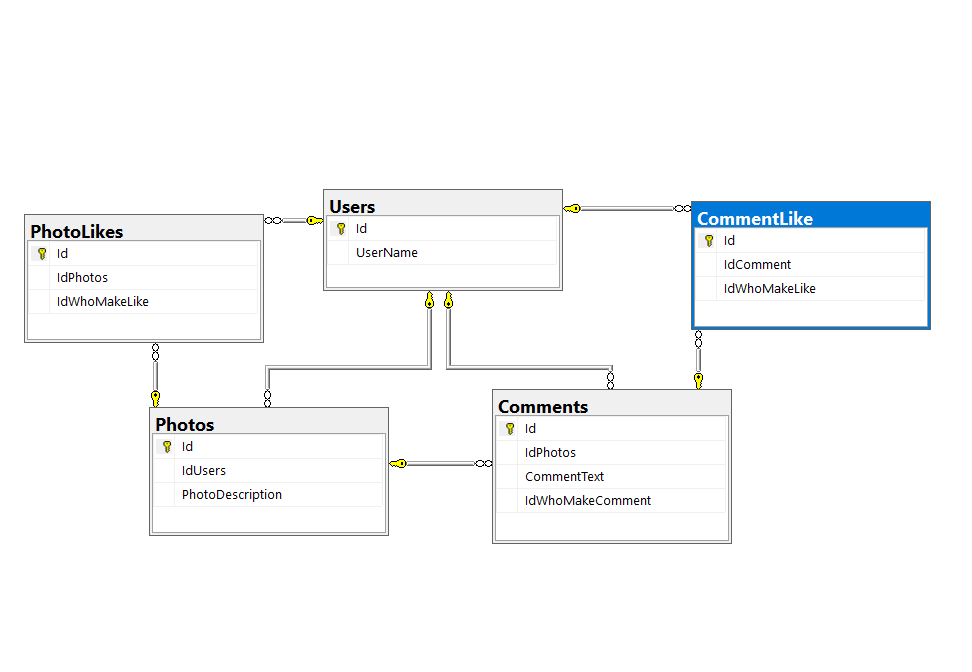 PhotoLikes
Id
IdPhotos
IdWhoMakeLike
Users
Id
UserName
CommentLike
Id
IdComment
IdWhoMakeLike
Photos
Id
IdUsers
PhotoDescription
Comments
Id
IdPhotos
CommentText
IdWhoMakeComment